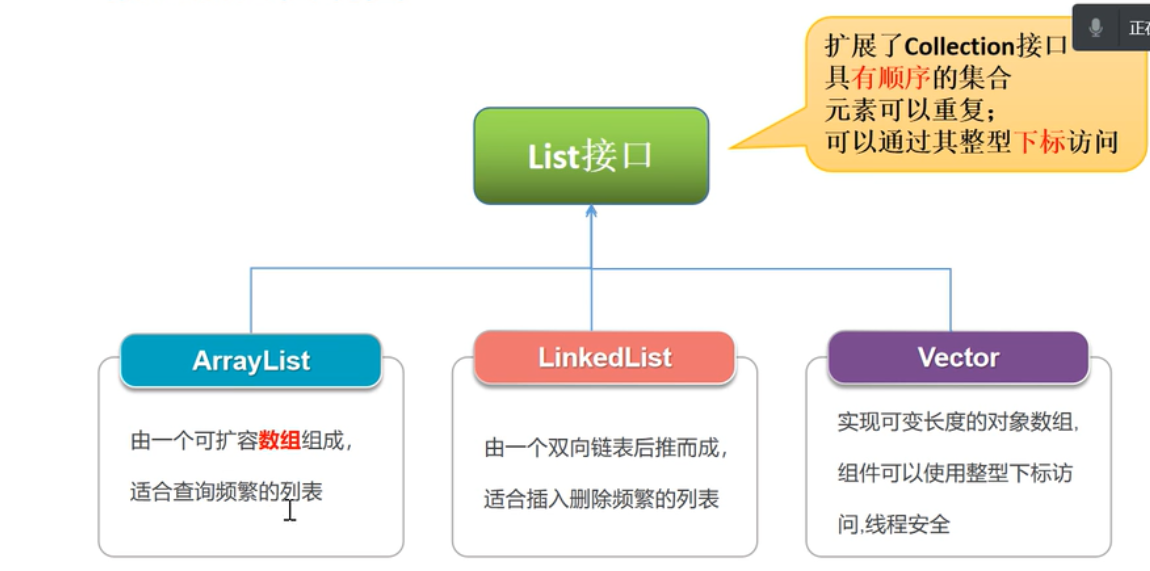 扩展了Collection接口
具有顺序的集合
元素可以重复；
可以通过其整型下标访问
正在
List接口
ArrayList
由一个可扩容数组组成，
适合查询频繁的列表
LinkedList
由一个双向链表后推而成，
适合插入删除频繁的列表
Vector
实现可变长度的对象数组,
组件可以使用整型下标访
问,线程安全